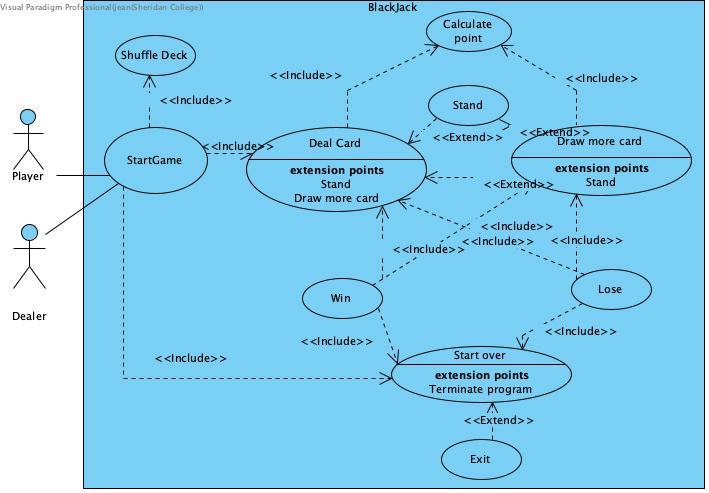 Visual Paradigm Professional(jean(Sheridan College))
BlackJack
Calculate
point
Shuffle Deck
<<Include>>
<<Include>>
<<Include>>
Stand
Player
StartGame
<<Include>>
Deal Card
extension points
Stand
Draw more card
<<Extend>>
<<Extend>>
Draw more card
extension points
Stand
<<Extend>>
Dealer
<<Include>>
<<Include>>
<<Include>>
Win
Lose
<<Include>>
<<Include>>
<<Include>>
Start over
extension points
Terminate program
<<Extend>>
Exit